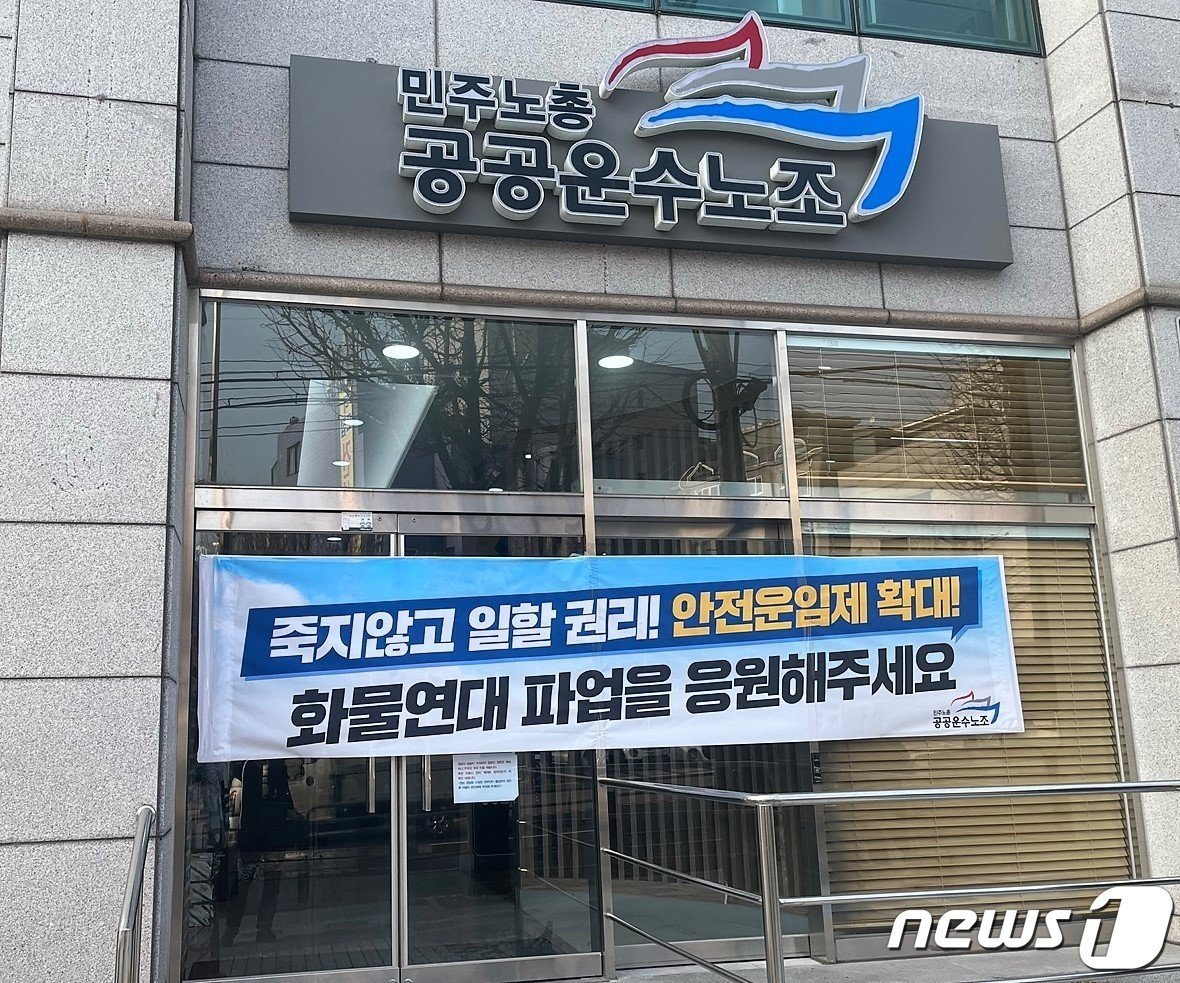 민주노총
공공운수노조
죽지않고 일할 권리! 안전운임제 확대!
화물연대 파업을 응원해주세요
민주노총
공공운수노조
news1